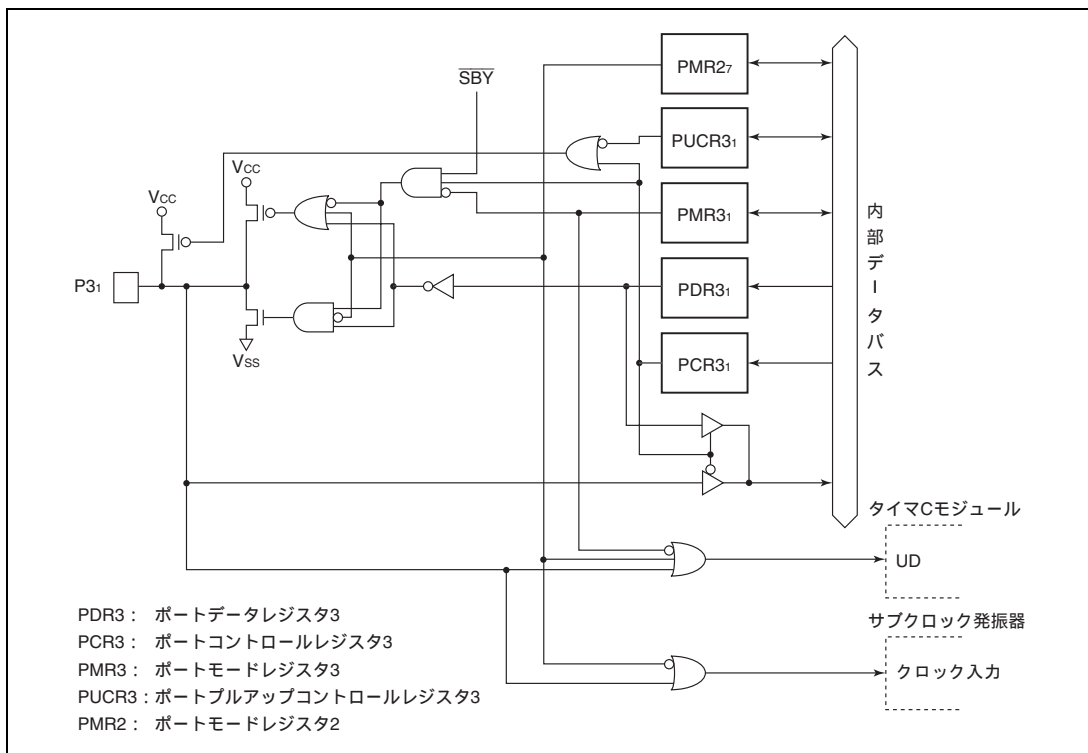 PMR2₇
S̅B̅Y̅
PUCR3₁
VCC
VCC
PMR3₁
内部データバス
P3₁
PDR3₁
VSS
PCR3₁
タイマCモジュール
UD
サブクロック発振器
クロック入力
PDR3： ポートデータレジスタ3
PCR3： ポートコントロールレジスタ3
PMR3： ポートモードレジスタ3
PUCR3：ポートプルアップコントロールレジスタ3
PMR2： ポートモードレジスタ2